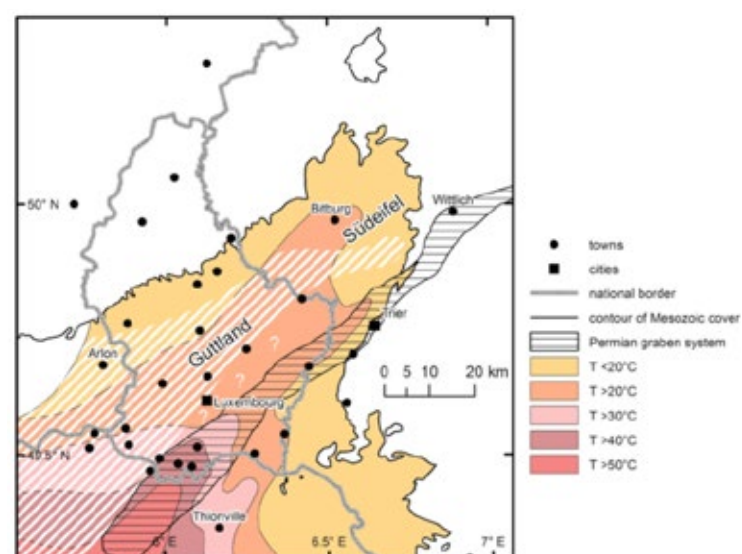 50° N
Bitburg
Südeifel
Wittlich
Trier
Guttland
Arlon
?
?
?
Luxembourg
0 5 10 20 km
49.5° N
Thionville
6° E
6.5° E
7° E
towns
cities
national border
contour of Mesozoic cover
Permian graben system
T <20°C
T >20°C
T >30°C
T >40°C
T >50°C